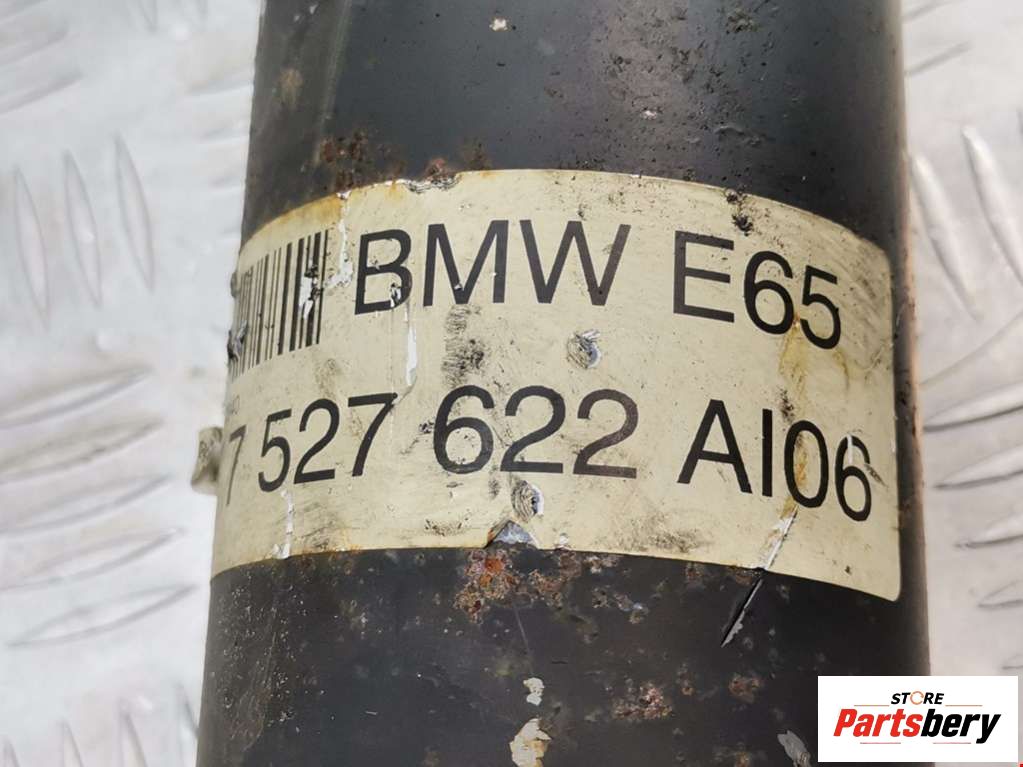 BMW E65
7 527 622 AI06
STORE
Partsbery